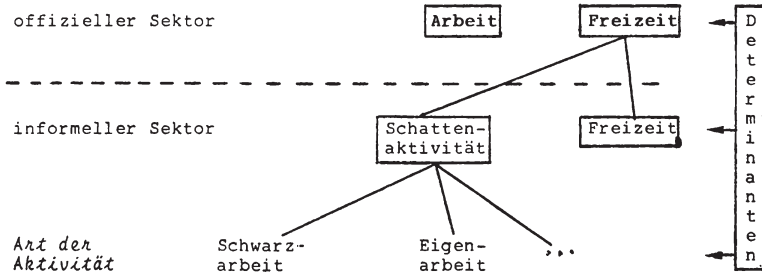 offizieller Sektor Arbeit Freizeit
informeller Sektor Schatten-
aktivität Freizeit
Art der
Aktivität
Schwarz-
arbeit
Eigen-
arbeit
...
Determinanten